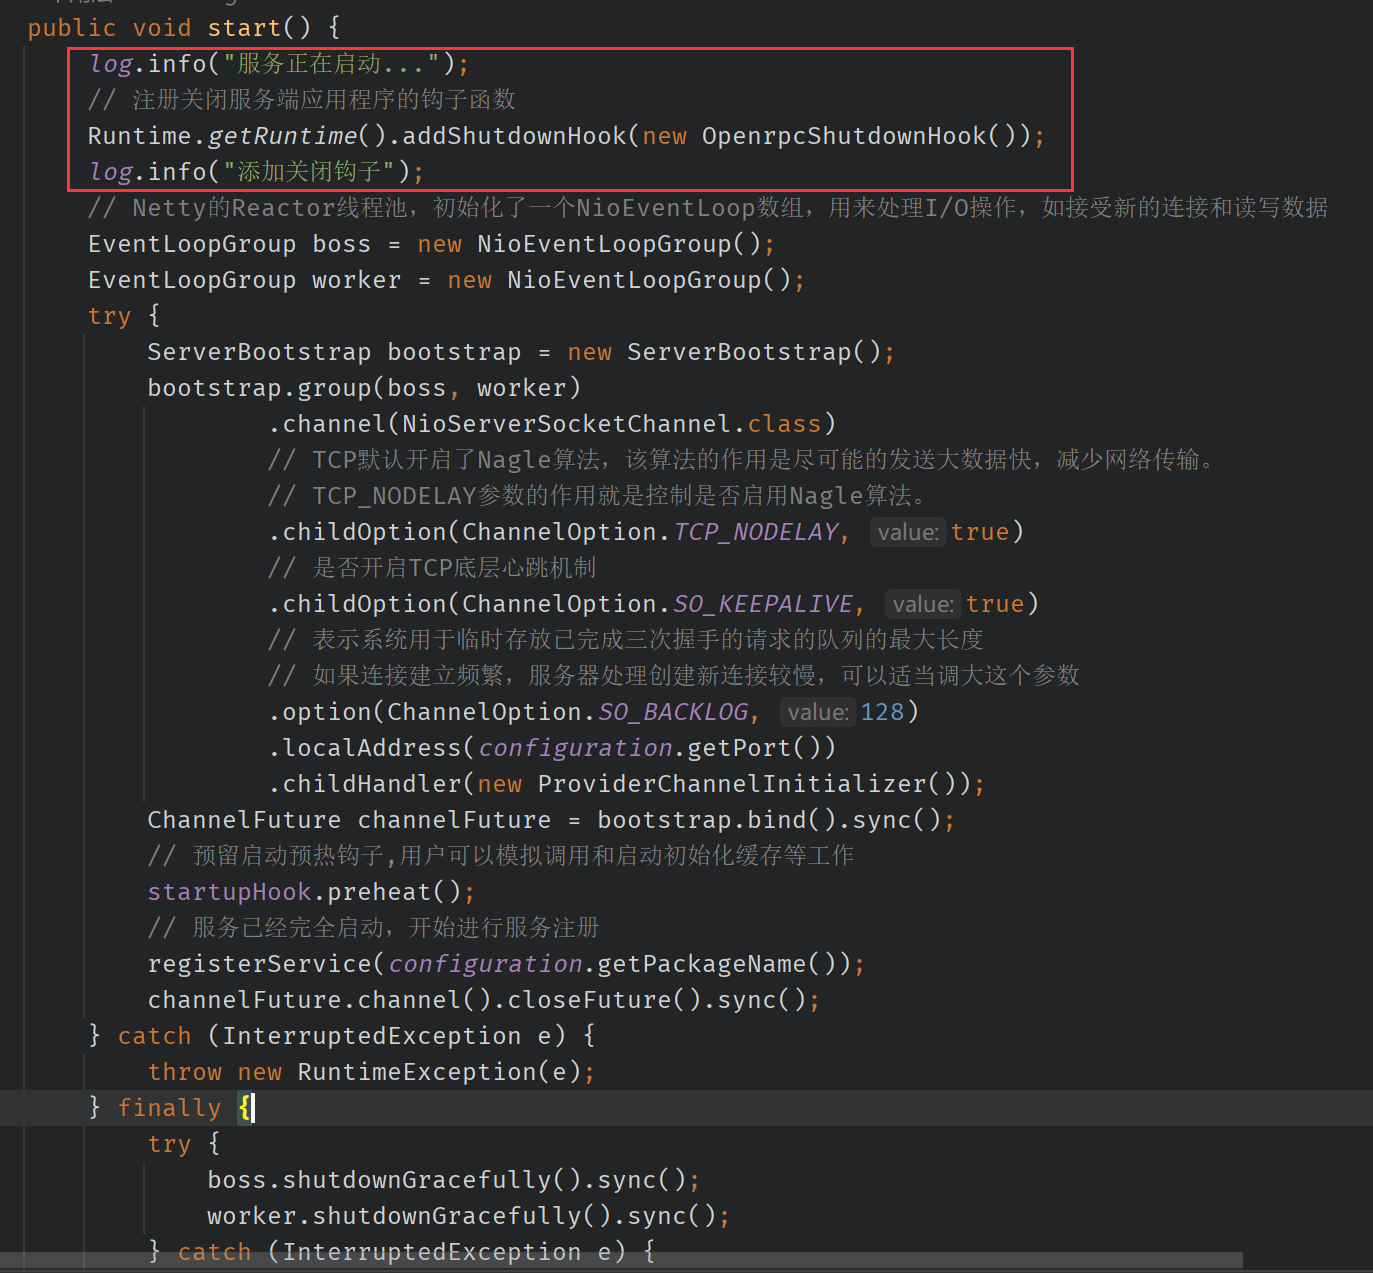 public void start() {
log.info("服务正在启动...");
// 注册关闭服务端应用程序的钩子函数
Runtime.getRuntime().addShutdownHook(new OpenrpcShutdownHook());
log.info("添加关闭钩子");
// Netty的Reactor线程池，初始化了一个NioEventLoop数组，用来处理I/O操作，如接受新的连接和读写数据
EventLoopGroup boss = new NioEventLoopGroup();
EventLoopGroup worker = new NioEventLoopGroup();
try {
ServerBootstrap bootstrap = new ServerBootstrap();
bootstrap.group(boss, worker)
.channel(NioServerSocketChannel.class)
// TCP默认开启了Nagle算法，该算法的作用是尽可能的发送大数据快，减少网络传输。
// TCP_NODELAY参数的作用就是控制是否启用Nagle算法。
.childOption(ChannelOption.TCP_NODELAY, value: true)
// 是否开启TCP底层心跳机制
.childOption(ChannelOption.SO_KEEPALIVE, value: true)
// 表示系统用于临时存放已完成三次握手的请求的队列的最大长度
// 如果连接建立频繁，服务器处理创建新连接较慢，可以适当调大这个参数
.option(ChannelOption.SO_BACKLOG, value: 128)
.localAddress(configuration.getPort())
.childHandler(new ProviderChannelInitializer());
ChannelFuture channelFuture = bootstrap.bind().sync();
// 预留启动预热钩子,用户可以模拟调用和启动初始化缓存等工作
startupHook.preheat();
// 服务已经完全启动，开始进行服务注册
registerService(configuration.getPackageName());
channelFuture.channel().closeFuture().sync();
} catch (InterruptedException e) {
throw new RuntimeException(e);
} finally {
try {
boss.shutdownGracefully().sync();
worker.shutdownGracefully().sync();
} catch (InterruptedException e) {